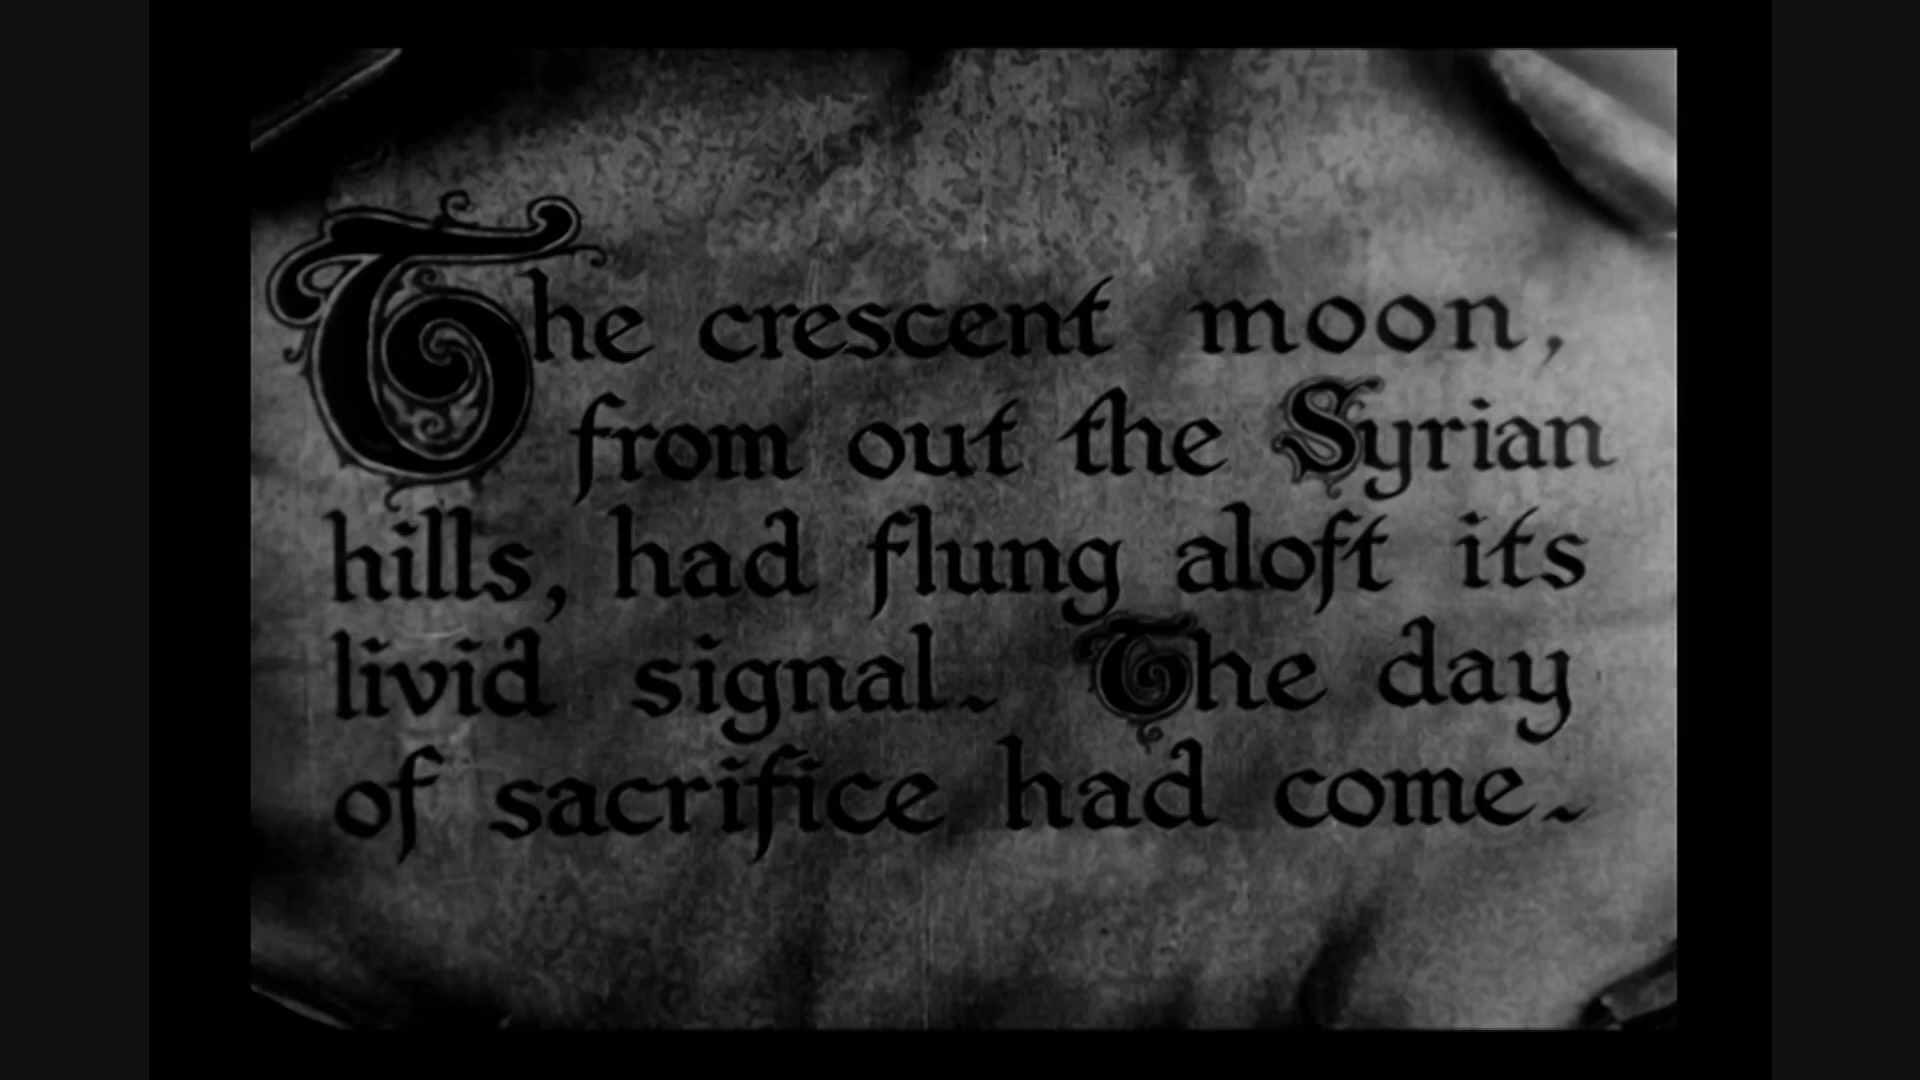 The crescent moon,
from out the Syrian
hills, had flung aloft its
livid signal. The day
of sacrifice had come.